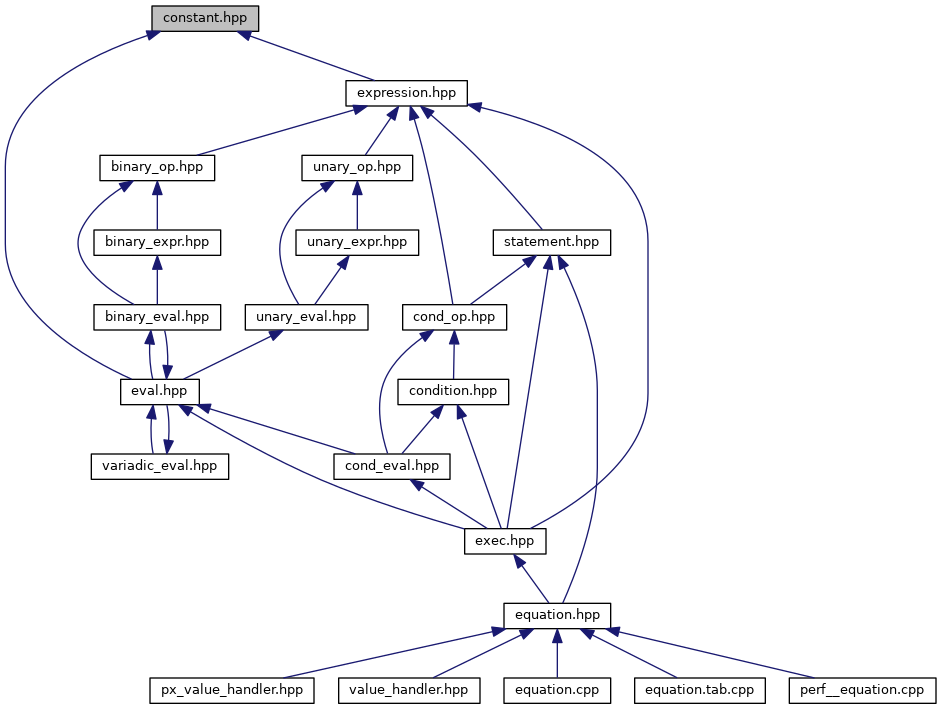 constant.hpp
expression.hpp
binary_op.hpp
unary_op.hpp
binary_expr.hpp
unary_expr.hpp
statement.hpp
binary_eval.hpp
unary_eval.hpp
cond_op.hpp
eval.hpp
condition.hpp
variadic_eval.hpp
cond_eval.hpp
exec.hpp
equation.hpp
px_value_handler.hpp
value_handler.hpp
equation.cpp
equation.tab.cpp
perf__equation.cpp